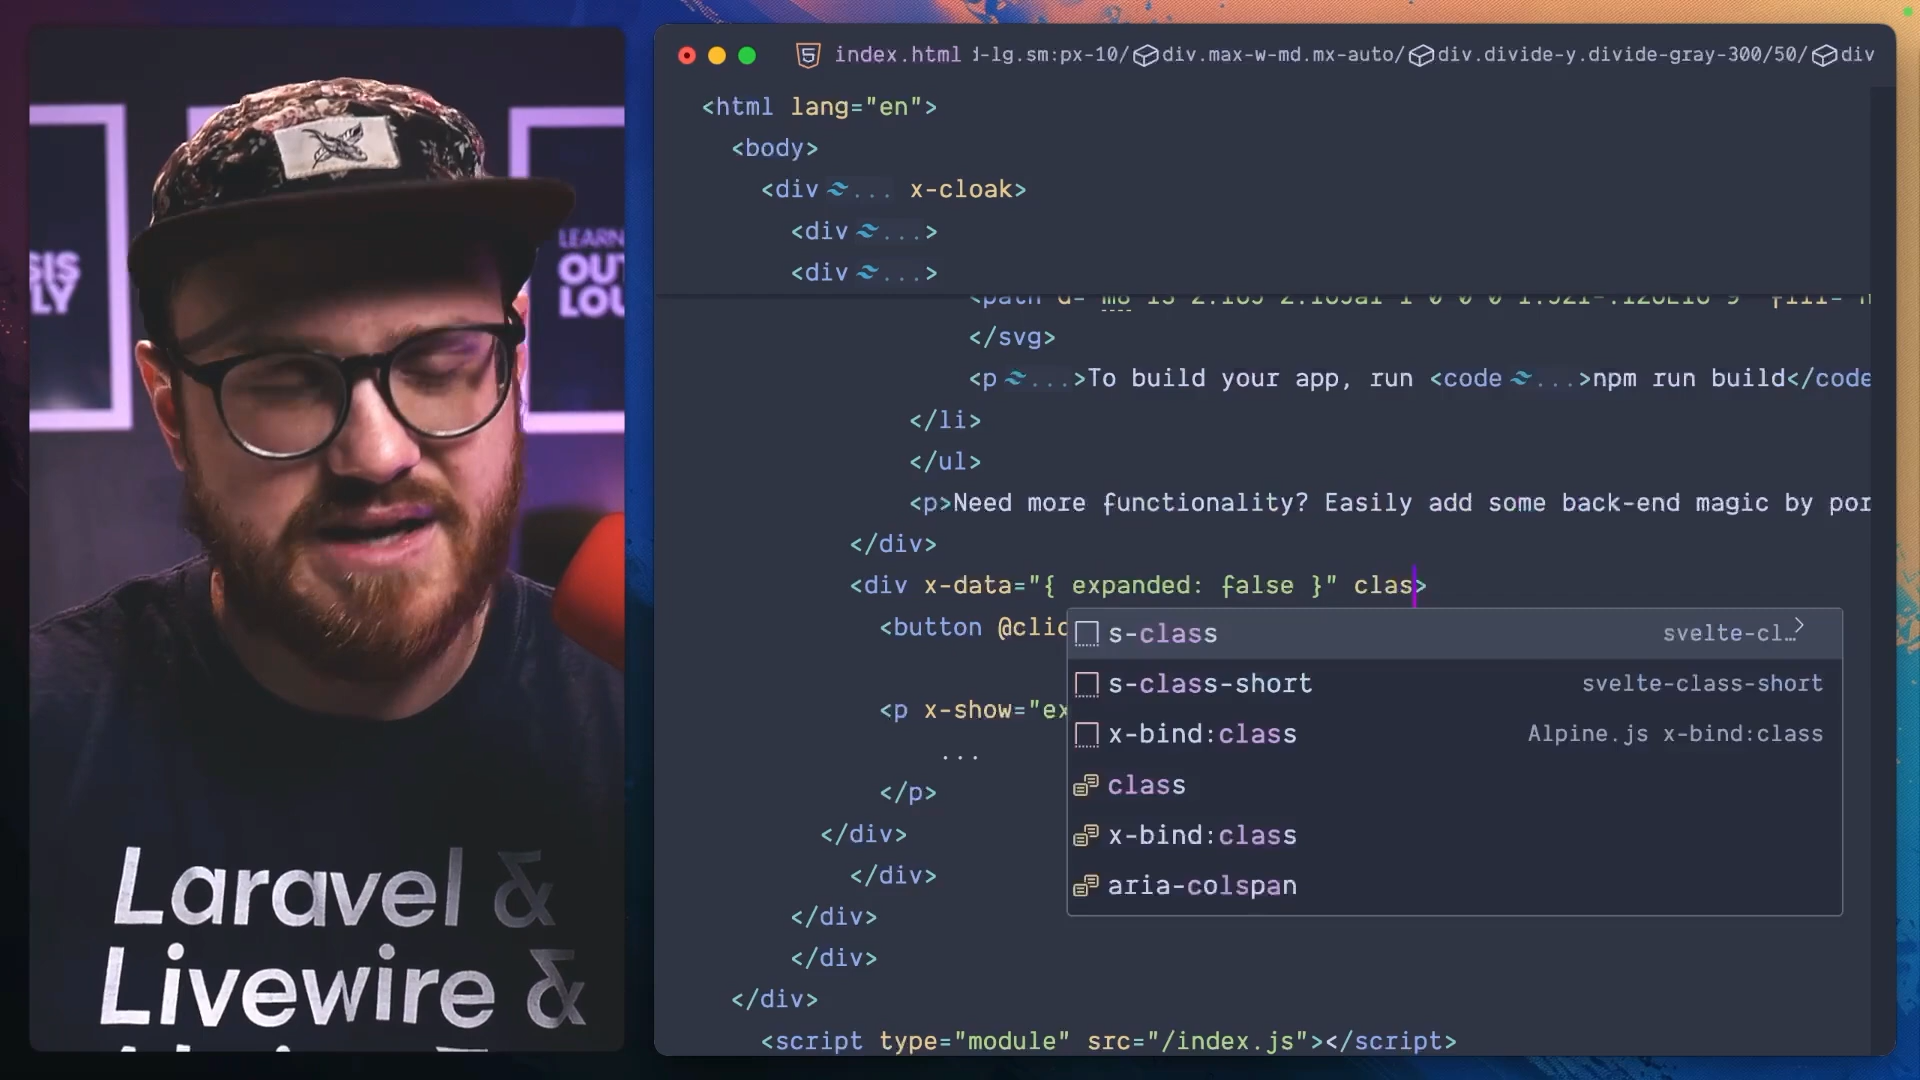 SIS
LY
LEARN
OUT
LOU
Laravel &
Livewire &
index.html d-lg.sm:px-10/ div.max-w-md.mx-auto/ div.divide-y.divide-gray-300/50/ div
<html lang="en">
<body>
<div ... x-cloak>
<div ...>
<div ...>
</svg>
<p ...>To build your app, run <code ...>npm run build</code
</li>
</ul>
<p>Need more functionality? Easily add some back-end magic by por
</div>
<div x-data="{ expanded: false }" clas>
<button @clic
<p x-show="ex
...
</p>
</div>
</div>
</div>
</div>
</div>
<script type="module" src="/index.js"></script>
s-class svelte-cl…
s-class-short svelte-class-short
x-bind:class Alpine.js x-bind:class
class
x-bind:class
aria-colspan